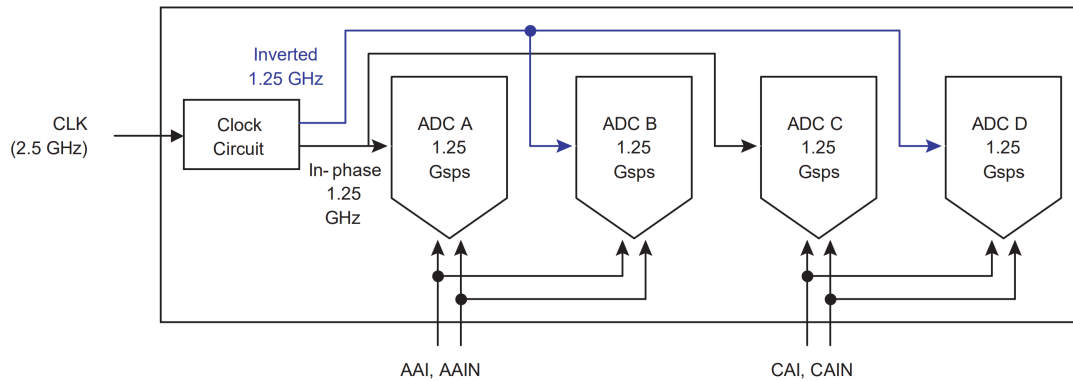 Inverted
1.25 GHz
CLK
(2.5 GHz)
Clock
Circuit
In-phase
1.25
GHz
ADC A
1.25
Gsps
ADC B
1.25
Gsps
ADC C
1.25
Gsps
ADC D
1.25
Gsps
AAI, AAIN
CAI, CAIN